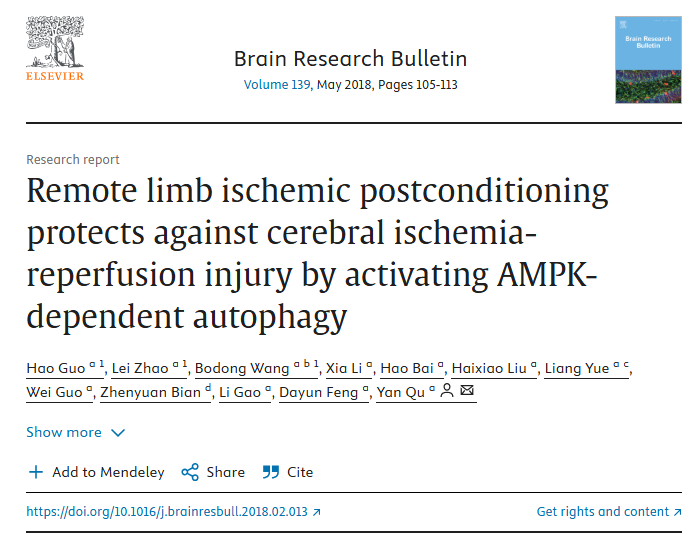 ELSEVIER
Brain Research Bulletin
Volume 139, May 2018, Pages 105-113
Brain Research
Bulletin
Research report
Remote limb ischemic postconditioning
protects against cerebral ischemia-
reperfusion injury by activating AMPK-
dependent autophagy
Hao Guo a 1, Lei Zhao a 1, Bodong Wang a b 1, Xia Li a, Hao Bai a, Haixiao Liu a, Liang Yue a c,
Wei Guo a, Zhenyuan Bian d, Li Gao a, Dayun Feng a, Yan Qu a
Show more
Add to Mendeley Share Cite
https://doi.org/10.1016/j.brainresbull.2018.02.013 ↗ Get rights and content ↗